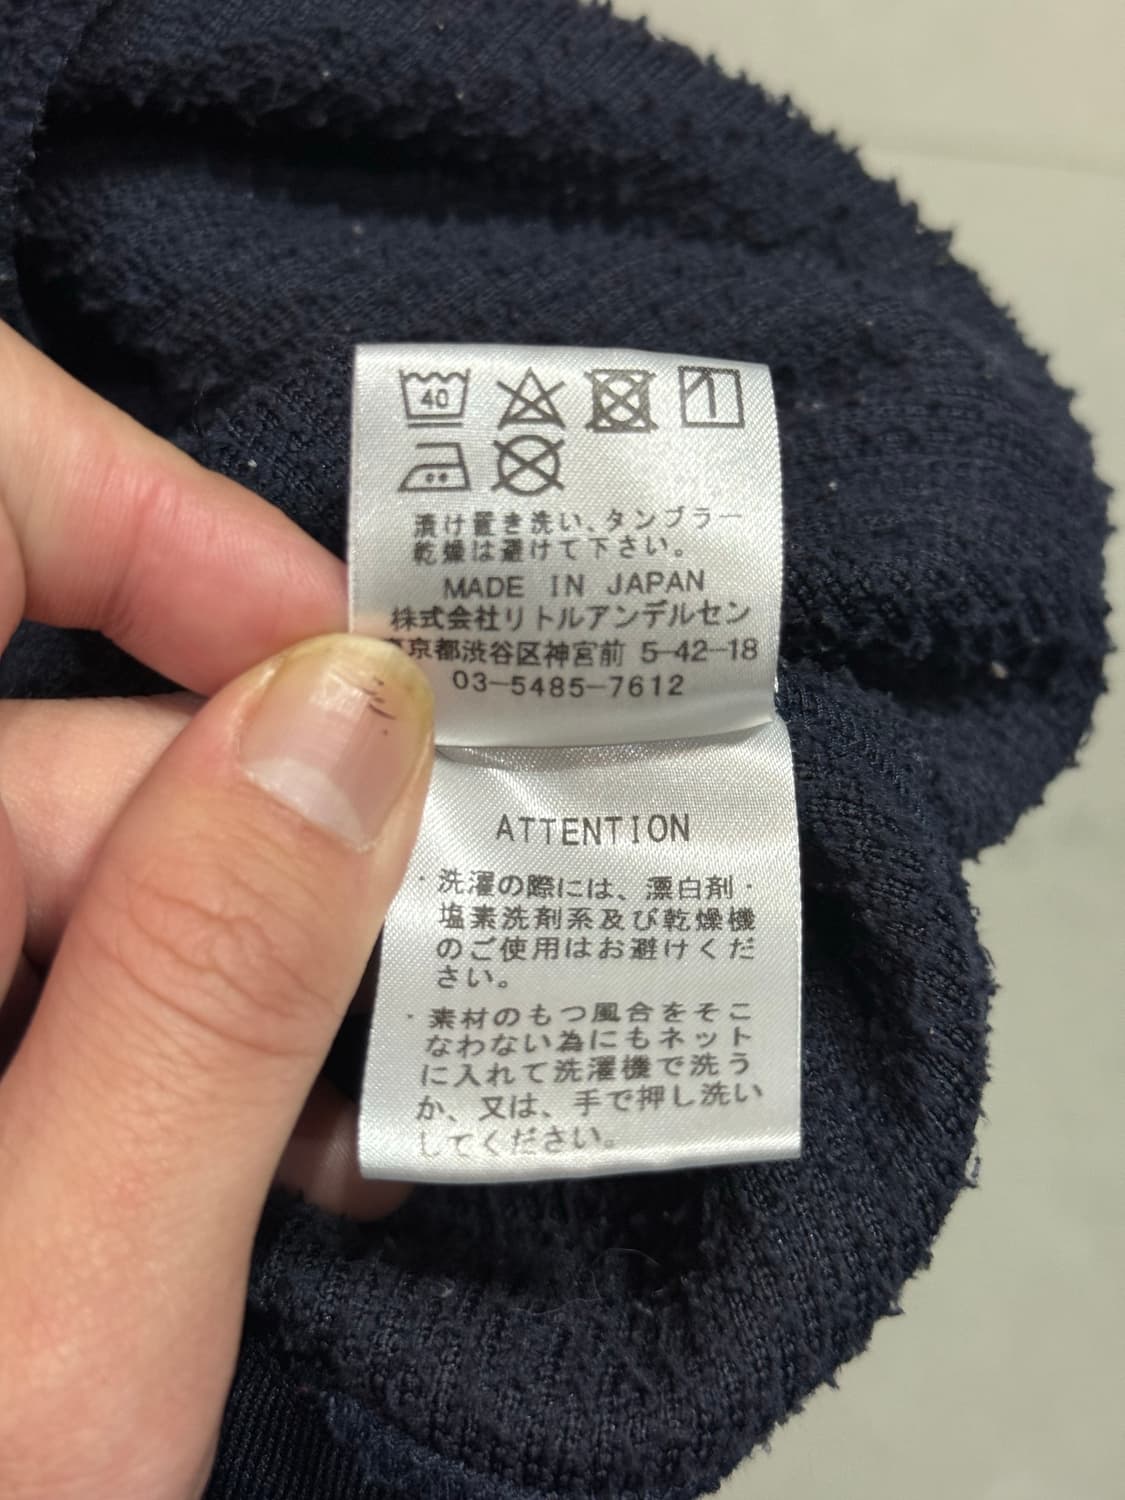 40
漬け置き洗い、タンブラー
乾燥は避けて下さい。
MADE IN JAPAN
株式会社リトルアンデルセン
東京都渋谷区神宮前 5-42-18
03-5485-7612
ATTENTION
・洗濯の際には、漂白剤・
塩素洗剤系及び乾燥機
のご使用はお避けくだ
さい。
・素材のもつ風合をそこ
なわない為にもネット
に入れて洗濯機で洗う
か、又は、手で押し洗い
してください。